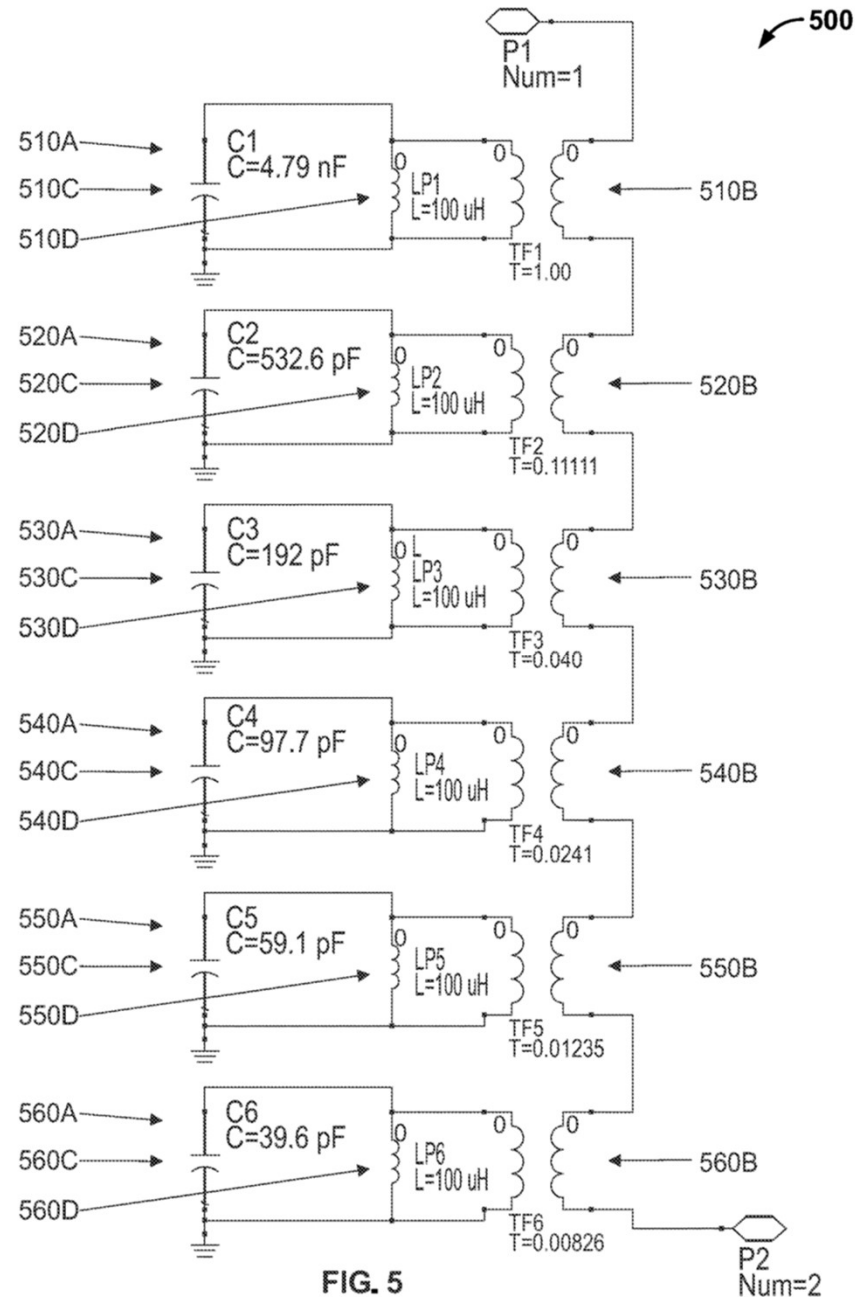 500
P1
Num=1
510A
C1
C=4.79 nF
0
LP1
L=100 uH
0
0
510C
510B
510D
TF1
T=1.00
520A
C2
C=532.6 pF
0
LP2
L=100 uH
0
0
520C
520B
520D
TF2
T=0.11111
530A
C3
C=192 pF
0
L
LP3
L=100 uH
0
0
530C
530B
530D
TF3
T=0.040
540A
C4
C=97.7 pF
0
LP4
L=100 uH
0
0
540C
540B
540D
TF4
T=0.0241
550A
C5
C=59.1 pF
0
LP5
L=100 uH
0
0
550C
550B
550D
TF5
T=0.01235
560A
C6
C=39.6 pF
0
LP6
L=100 uH
0
0
560C
560B
560D
TF6
T=0.00826
P2
Num=2
FIG. 5